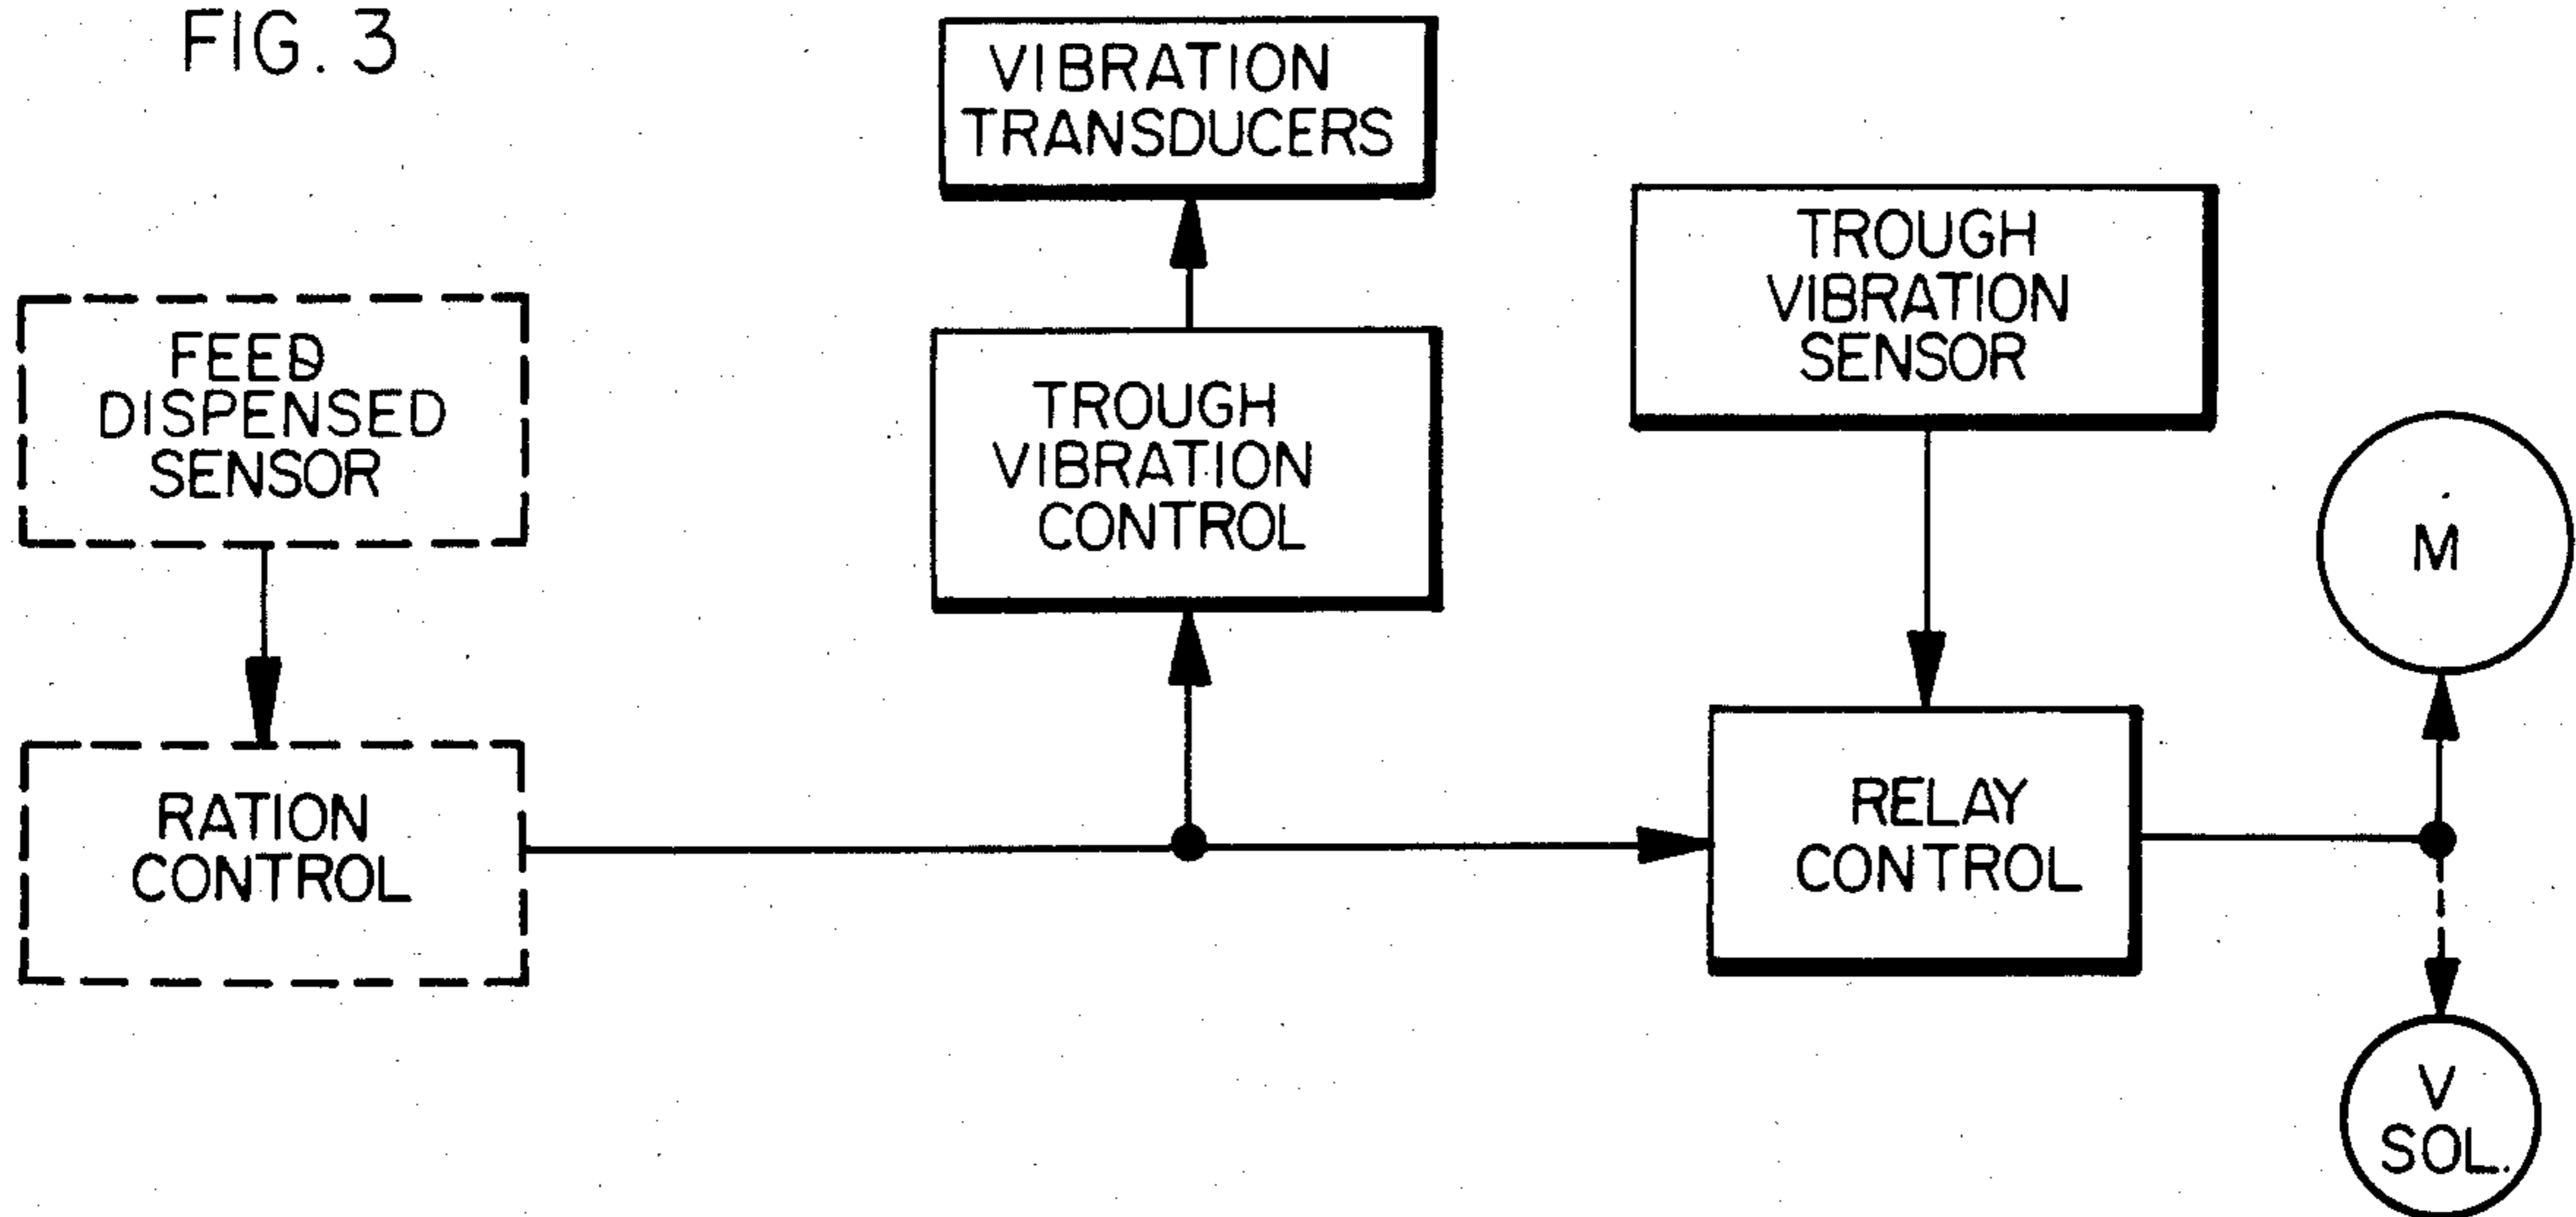 FIG. 3
VIBRATION
TRANSDUCERS
TROUGH
VIBRATION
SENSOR
FEED
DISPENSED
SENSOR
TROUGH
VIBRATION
CONTROL
M
RATION
CONTROL
RELAY
CONTROL
V
SOL.